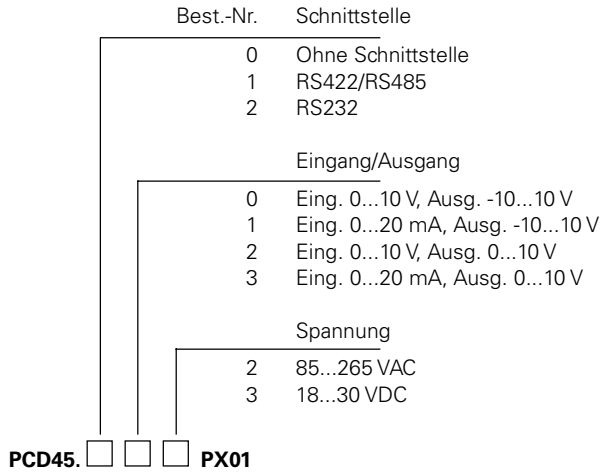 Best.-Nr. Schnittstelle
0 Ohne Schnittstelle
1 RS422/RS485
2 RS232
Eingang/Ausgang
0 Eing. 0...10 V, Ausg. -10...10 V
1 Eing. 0...20 mA, Ausg. -10...10 V
2 Eing. 0...10 V, Ausg. 0...10 V
3 Eing. 0...20 mA, Ausg. 0...10 V
Spannung
2 85...265 VAC
3 18...30 VDC
PCD45. □ □ □ PX01